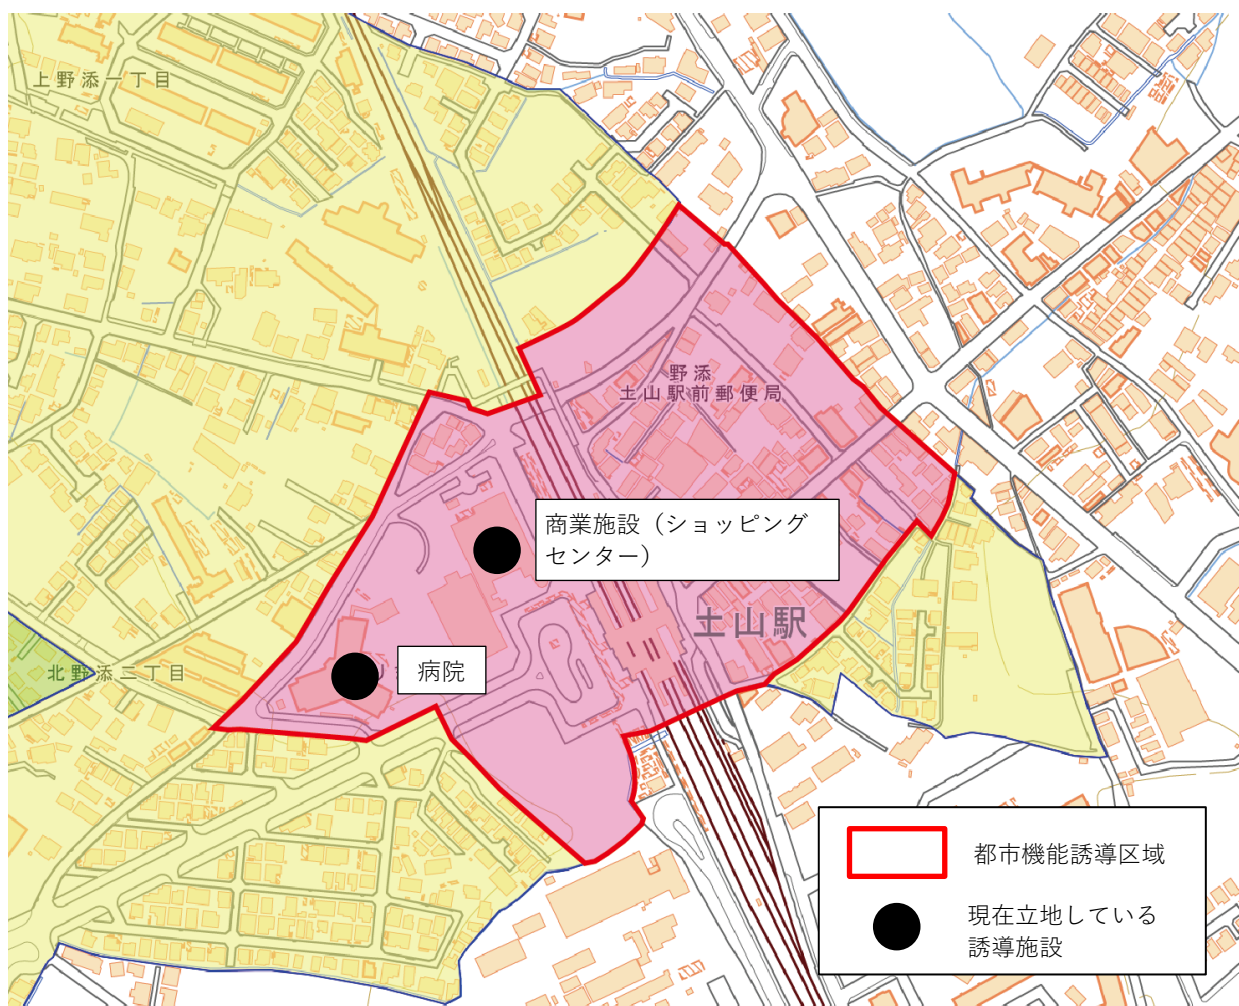 上野添一丁目
野添
土山駅前郵便局
商業施設（ショッピング
センター）
土山駅
北野添二丁目
病院
都市機能誘導区域
現在立地している
誘導施設